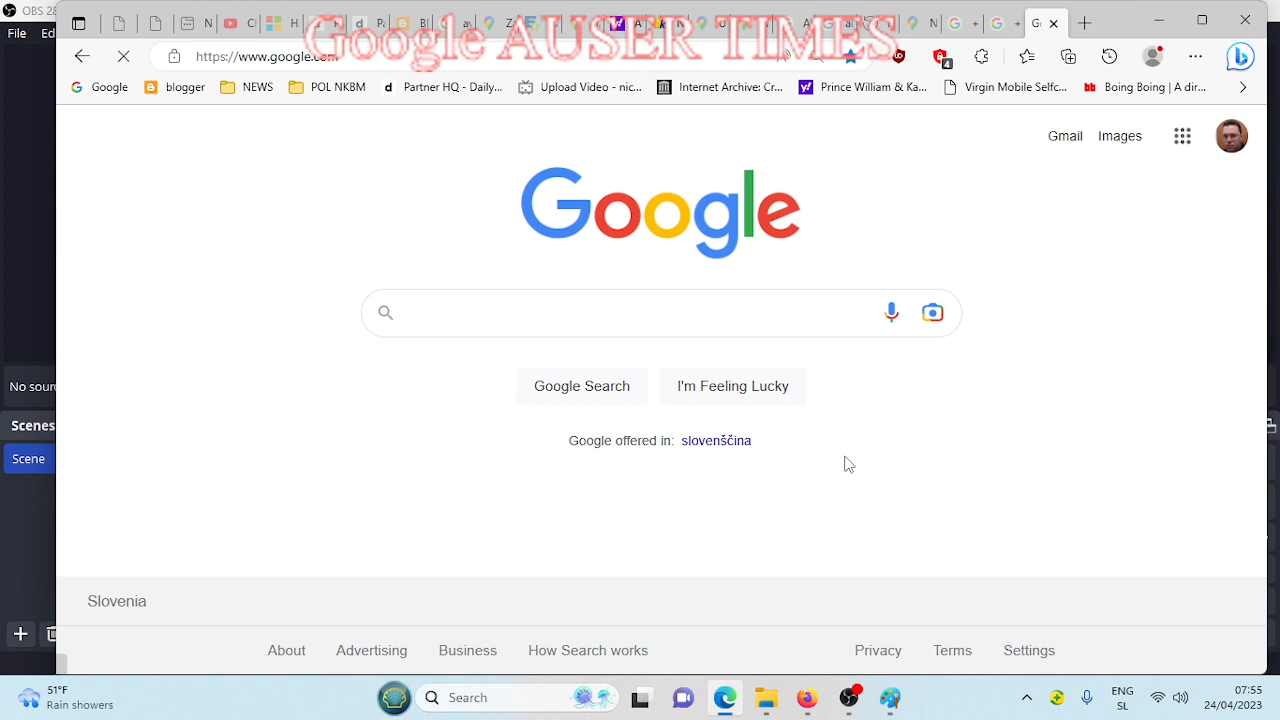 OBS 28
File Ed
Google AUSER TIMES
https://www.google.com
Google blogger NEWS POL NKBM Partner HQ - Daily... Upload Video - nic... Internet Archive: Cr... Prince William & Ka... Virgin Mobile Selfc... Boing Boing | A dir...
Gmail Images
Google
Google Search I'm Feeling Lucky
No sour
Scenes
Google offered in: slovenščina
Scene
Slovenia
About Advertising Business How Search works Privacy Terms Settings
51°F
Rain showers
Search
ENG
SL
07:55
24/04/2023